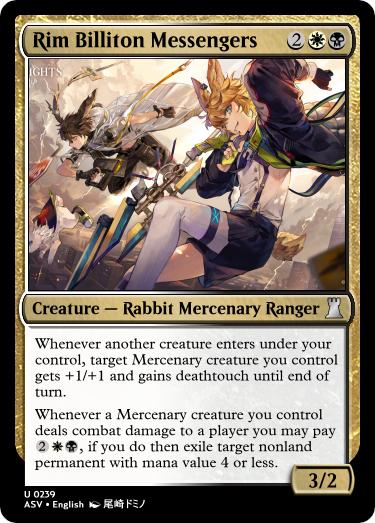 Rim Billiton Messengers 2
IGHTS
Creature — Rabbit Mercenary Ranger
Whenever another creature enters under your
control, target Mercenary creature you control
gets +1/+1 and gains deathtouch until end of
turn.
Whenever a Mercenary creature you control
deals combat damage to a player you may pay
2, if you do then exile target nonland
permanent with mana value 4 or less.
3/2
U 0239
ASV • English 尾崎ドミノ